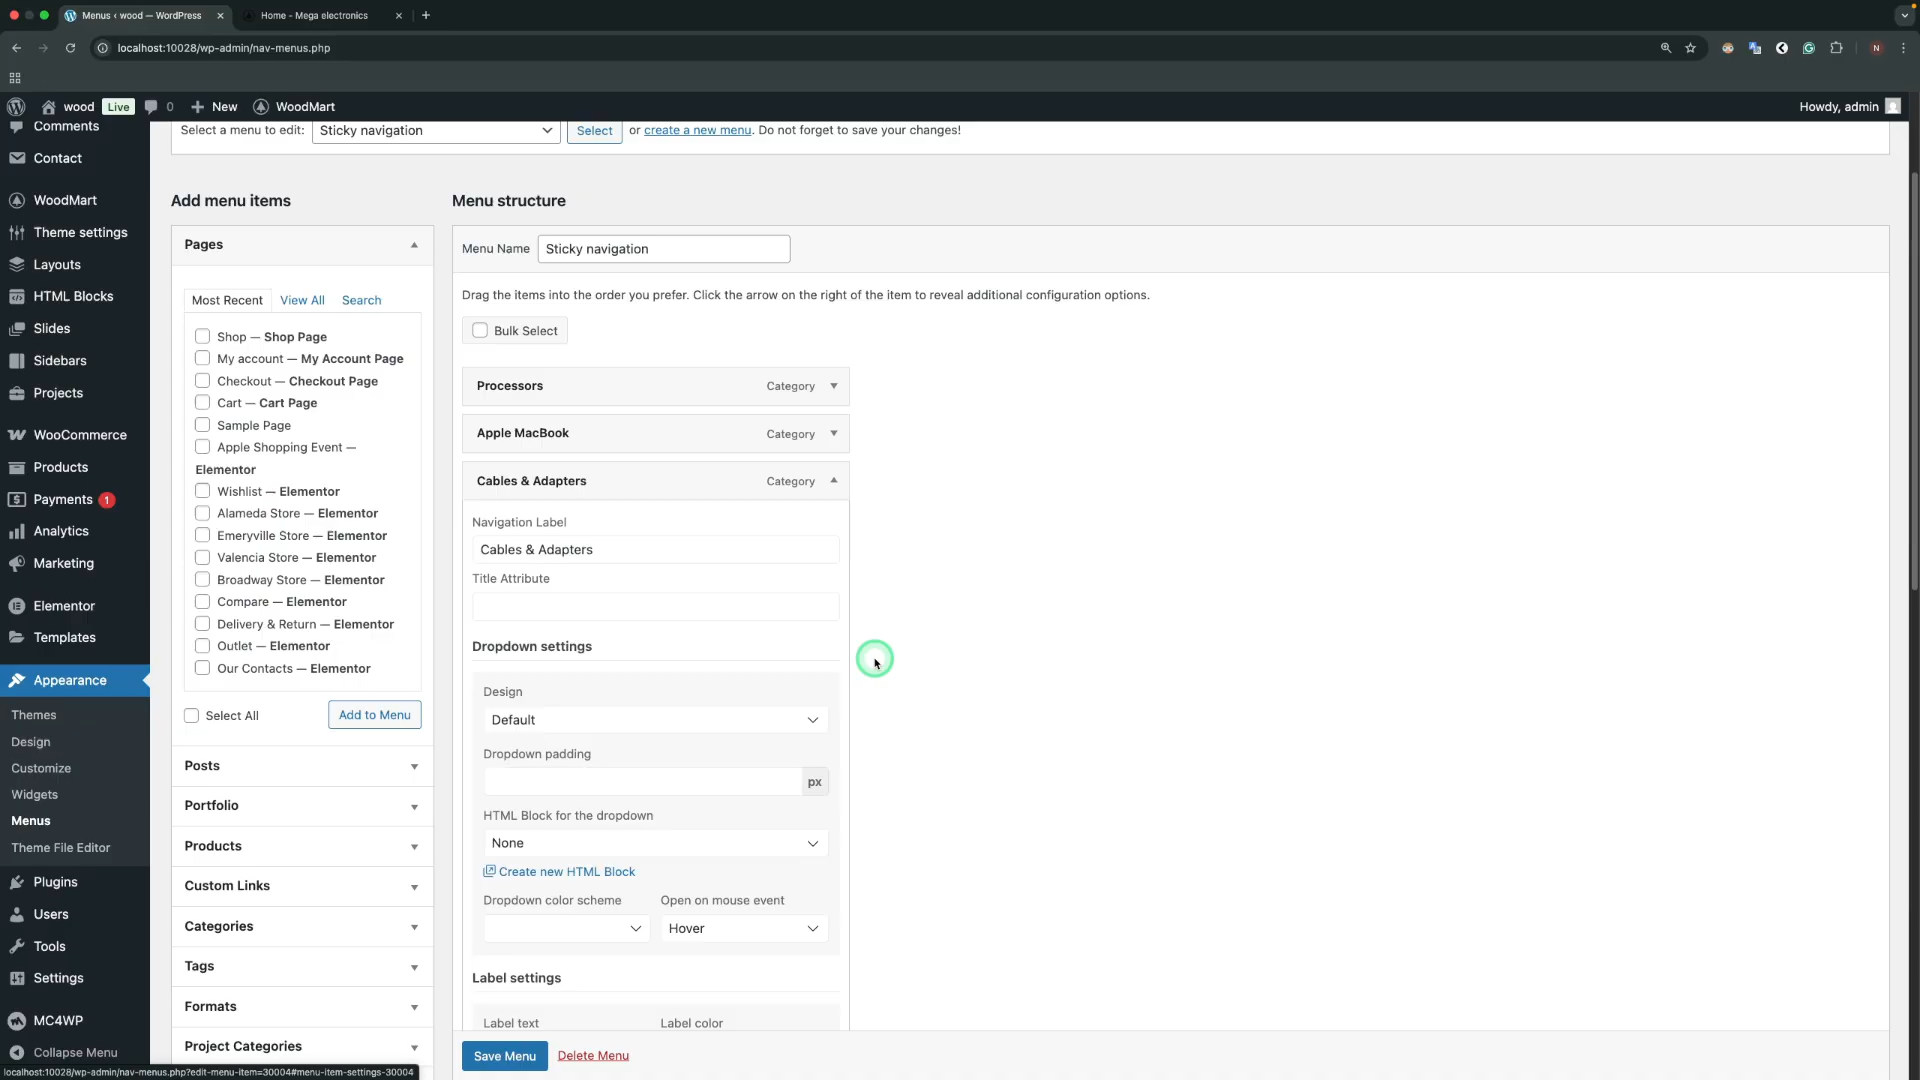 Menus ‹ wood — WordPress
Home - Mega electronics
localhost:10028/wp-admin/nav-menus.php
N
wood
Live
0
New
WoodMart
Howdy, admin
Comments
Contact
WoodMart
Theme settings
Layouts
HTML Blocks
Slides
Sidebars
Projects
WooCommerce
Products
Payments 1
Analytics
Marketing
Elementor
Templates
Appearance
Themes
Design
Customize
Widgets
Menus
Theme File Editor
Plugins
Users
Tools
Settings
MC4WP
Collapse Menu
Select a menu to edit: Sticky navigation Select or create a new menu. Do not forget to save your changes!
Add menu items
Pages
Most Recent View All Search
Shop — Shop Page
My account — My Account Page
Checkout — Checkout Page
Cart — Cart Page
Sample Page
Apple Shopping Event —
Elementor
Wishlist — Elementor
Alameda Store — Elementor
Emeryville Store — Elementor
Valencia Store — Elementor
Broadway Store — Elementor
Compare — Elementor
Delivery & Return — Elementor
Outlet — Elementor
Our Contacts — Elementor
Select All
Add to Menu
Posts
Portfolio
Products
Custom Links
Categories
Tags
Formats
Project Categories
Menu structure
Menu Name Sticky navigation
Drag the items into the order you prefer. Click the arrow on the right of the item to reveal additional configuration options.
Bulk Select
Processors Category
Apple MacBook Category
Cables & Adapters Category
Navigation Label
Cables & Adapters
Title Attribute
Dropdown settings
Design
Default
Dropdown padding
px
HTML Block for the dropdown
None
Create new HTML Block
Dropdown color scheme Open on mouse event
Hover
Label settings
Label text Label color
Save Menu Delete Menu
localhost:10028/wp-admin/nav-menus.php?edit-menu-item=30004#menu-item-settings-30004